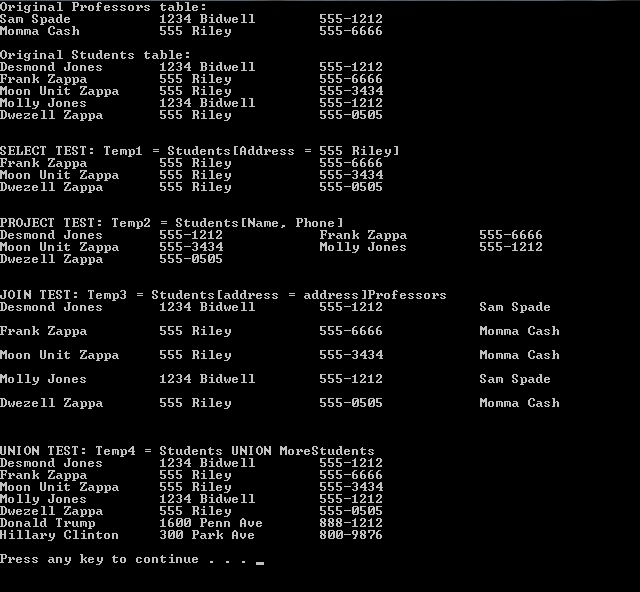 Original Professors table:
Sam Spade 1234 Bidwell 555-1212
Momma Cash 555 Riley 555-6666
Original Students table:
Desmond Jones 1234 Bidwell 555-1212
Frank Zappa 555 Riley 555-6666
Moon Unit Zappa 555 Riley 555-3434
Molly Jones 1234 Bidwell 555-1212
Dwezell Zappa 555 Riley 555-0505
SELECT TEST: Temp1 = Students[Address = 555 Riley]
Frank Zappa 555 Riley 555-6666
Moon Unit Zappa 555 Riley 555-3434
Dwezell Zappa 555 Riley 555-0505
PROJECT TEST: Temp2 = Students[Name, Phone]
Desmond Jones 555-1212 Frank Zappa 555-6666
Moon Unit Zappa 555-3434 Molly Jones 555-1212
Dwezell Zappa 555-0505
JOIN TEST: Temp3 = Students[address = address]Professors
Desmond Jones 1234 Bidwell 555-1212 Sam Spade
Frank Zappa 555 Riley 555-6666 Momma Cash
Moon Unit Zappa 555 Riley 555-3434 Momma Cash
Molly Jones 1234 Bidwell 555-1212 Sam Spade
Dwezell Zappa 555 Riley 555-0505 Momma Cash
UNION TEST: Temp4 = Students UNION MoreStudents
Desmond Jones 1234 Bidwell 555-1212
Frank Zappa 555 Riley 555-6666
Moon Unit Zappa 555 Riley 555-3434
Molly Jones 1234 Bidwell 555-1212
Dwezell Zappa 555 Riley 555-0505
Donald Trump 1600 Penn Ave 888-1212
Hillary Clinton 300 Park Ave 800-9876
Press any key to continue . . . _